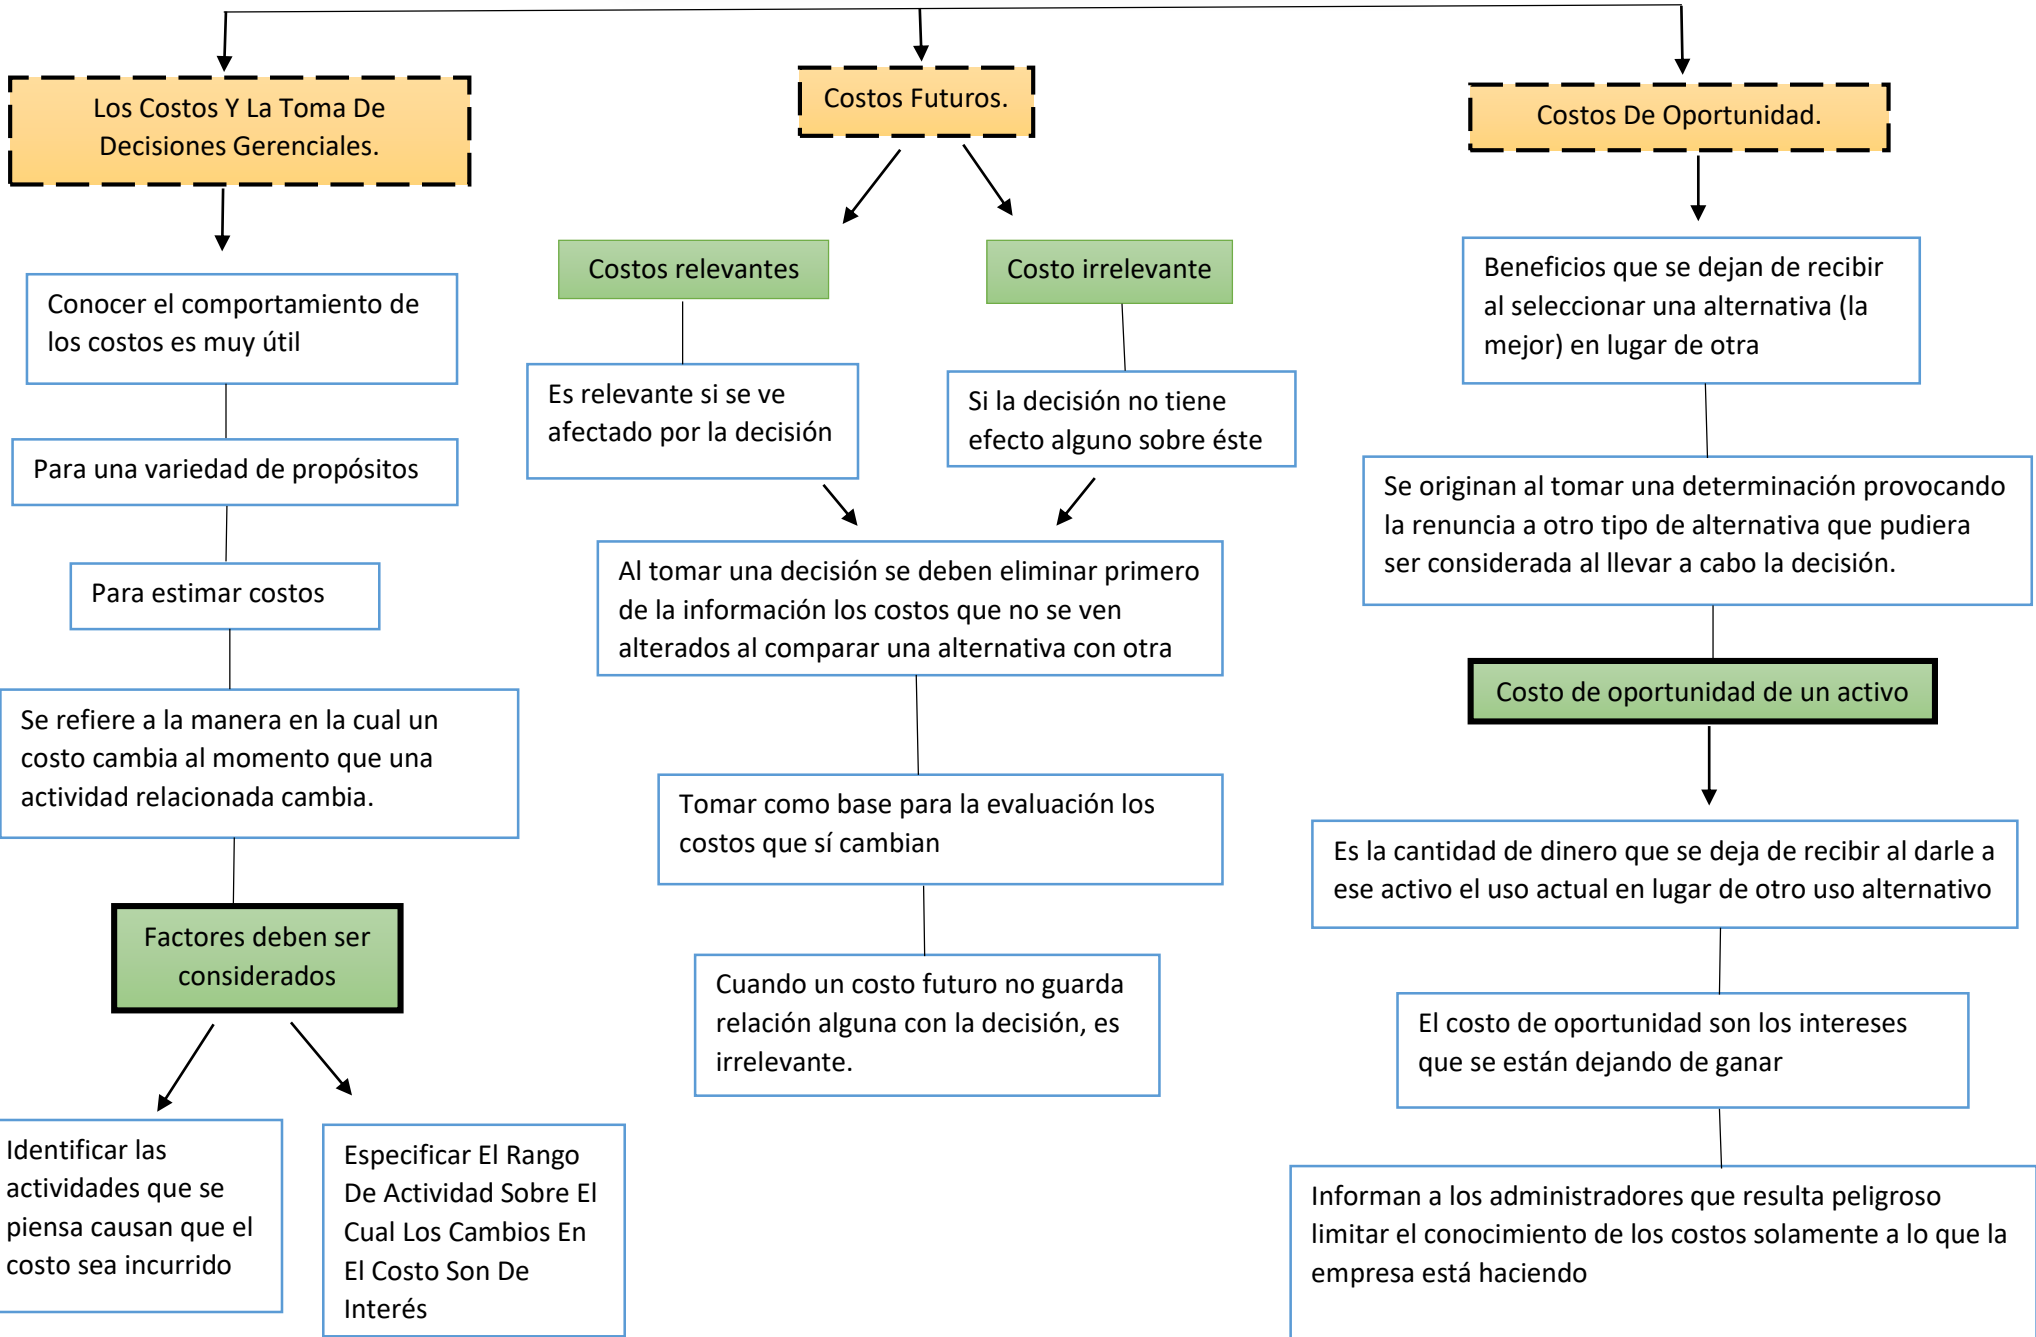 Los Costos Y La Toma De
Decisiones Gerenciales.
Conocer el comportamiento de
los costos es muy útil
Para una variedad de propósitos
Para estimar costos
Se refiere a la manera en la cual un
costo cambia al momento que una
actividad relacionada cambia.
Factores deben ser
considerados
Identificar las
actividades que se
piensa causan que el
costo sea incurrido
Especificar El Rango
De Actividad Sobre El
Cual Los Cambios En
El Costo Son De
Interés
Costos Futuros.
Costos relevantes
Es relevante si se ve
afectado por la decisión
Costo irrelevante
Si la decisión no tiene
efecto alguno sobre éste
Al tomar una decisión se deben eliminar primero
de la información los costos que no se ven
alterados al comparar una alternativa con otra
Tomar como base para la evaluación los
costos que sí cambian
Cuando un costo futuro no guarda
relación alguna con la decisión, es
irrelevante.
Costos De Oportunidad.
Beneficios que se dejan de recibir
al seleccionar una alternativa (la
mejor) en lugar de otra
Se originan al tomar una determinación provocando
la renuncia a otro tipo de alternativa que pudiera
ser considerada al llevar a cabo la decisión.
Costo de oportunidad de un activo
Es la cantidad de dinero que se deja de recibir al darle a
ese activo el uso actual en lugar de otro uso alternativo
El costo de oportunidad son los intereses
que se están dejando de ganar
Informan a los administradores que resulta peligroso
limitar el conocimiento de los costos solamente a lo que la
empresa está haciendo